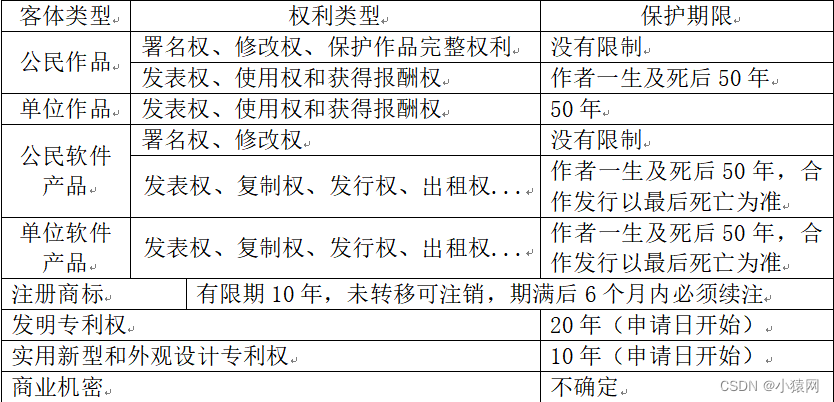 客体类型 权利类型 保护期限
公民作品 署名权、修改权、保护作品完整权利 没有限制
发表权、使用权和获得报酬权 作者一生及死后 50 年
单位作品 发表权、使用权和获得报酬权 50 年
公民软件
产品
署名权、修改权 没有限制
发表权、复制权、发行权、出租权... 作者一生及死后 50 年，合
作发行以最后死亡为准
单位软件
产品
发表权、复制权、发行权、出租权... 作者一生及死后 50 年，合
作发行以最后死亡为准
注册商标 有限期 10 年，未转移可注销，期满后 6 个月内必须续注
发明专利权 20 年（申请日开始）
实用新型和外观设计专利权 10 年（申请日开始）
商业机密 不确定
CSDN @小猿网